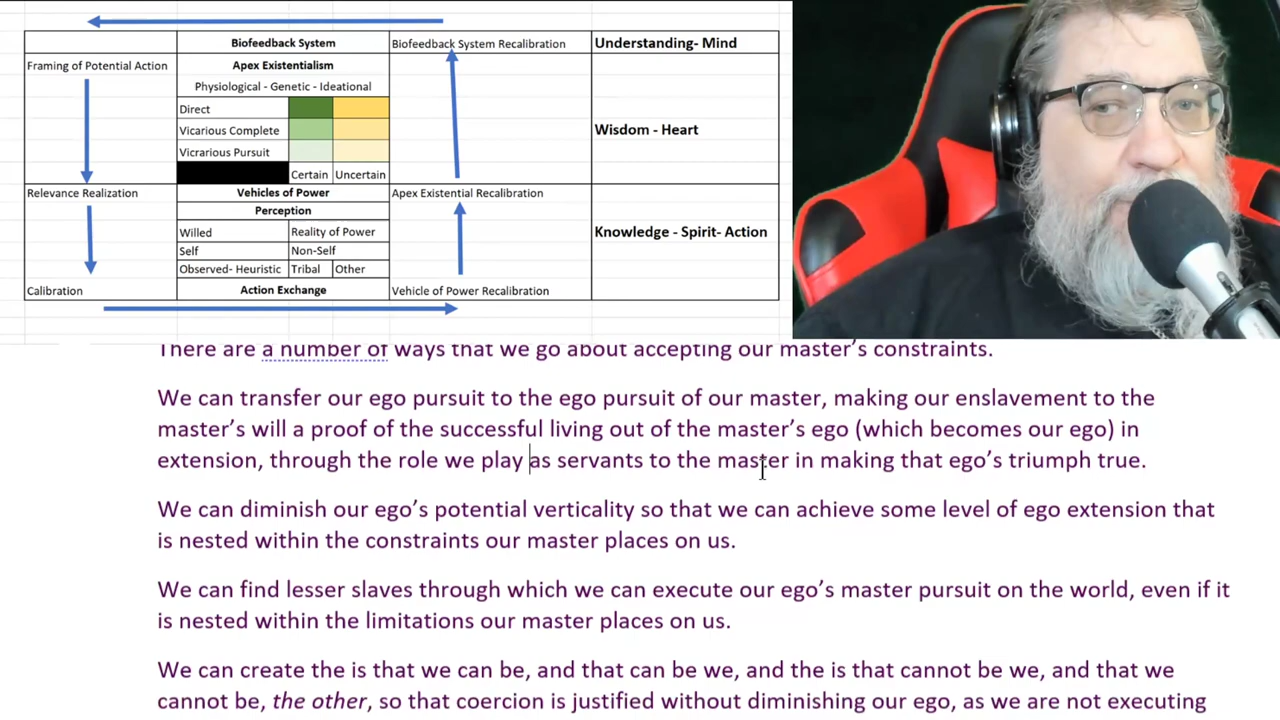 Biofeedback System
Biofeedback System Recalibration
Understanding- Mind
Framing of Potential Action
Apex Existentialism
Physiological - Genetic - Ideational
Direct
Vicarious Complete
Wisdom - Heart
Vicrarious Pursuit
Certain
Uncertain
Relevance Realization
Vehicles of Power
Apex Existential Recalibration
Perception
Willed
Reality of Power
Knowledge - Spirit- Action
Self
Non-Self
Observed- Heuristic
Tribal
Other
Calibration
Action Exchange
Vehicle of Power Recalibration
There are a number of ways that we go about accepting our master's constraints.
We can transfer our ego pursuit to the ego pursuit of our master, making our enslavement to the
master's will a proof of the successful living out of the master's ego (which becomes our ego) in
extension, through the role we play as servants to the master in making that ego's triumph true.
We can diminish our ego's potential verticality so that we can achieve some level of ego extension that
is nested within the constraints our master places on us.
We can find lesser slaves through which we can execute our ego's master pursuit on the world, even if it
is nested within the limitations our master places on us.
We can create the is that we can be, and that can be we, and the is that cannot be we, and that we
cannot be, the other, so that coercion is justified without diminishing our ego, as we are not executing